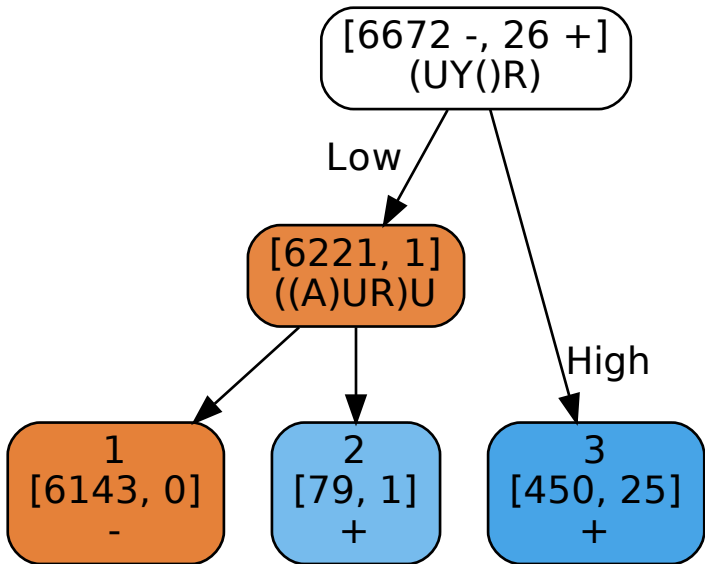 [6672 -, 26 +]
(UY()R)
Low
[6221, 1]
((A)UR)U
High
1
[6143, 0]
-
2
[79, 1]
+
3
[450, 25]
+